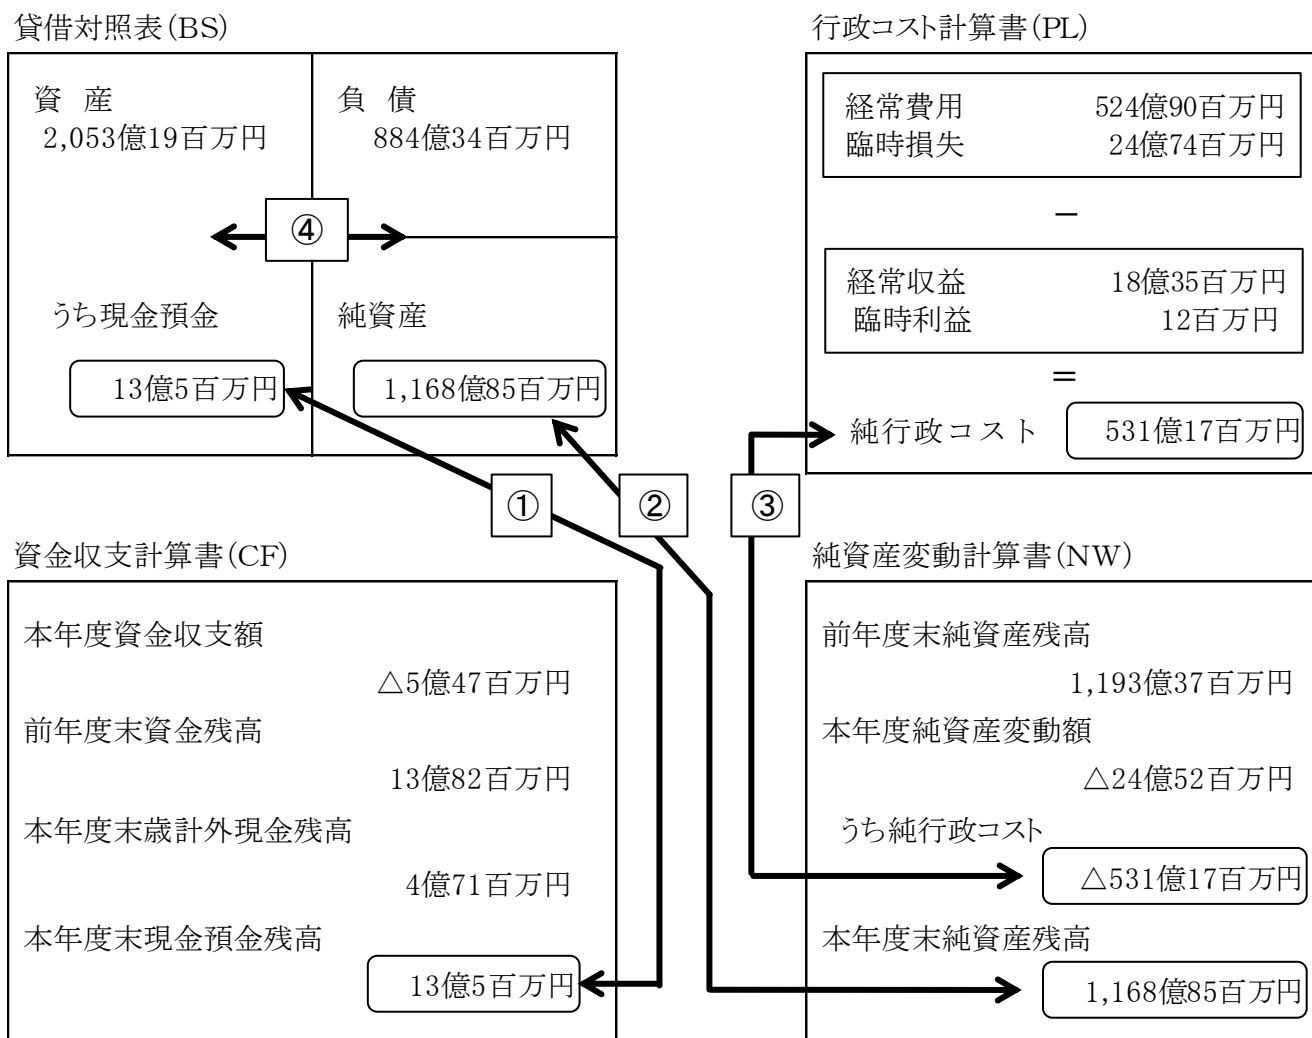 貸借対照表(BS)
資 産
2,053億19百万円
負 債
884億34百万円
④
うち現金預金
13億5百万円
純資産
1,168億85百万円
行政コスト計算書(PL)
経常費用 524億90百万円
臨時損失 24億74百万円
－
経常収益 18億35百万円
臨時利益 12百万円
＝
純行政コスト 531億17百万円
① ② ③
資金収支計算書(CF)
本年度資金収支額
△5億47百万円
前年度末資金残高
13億82百万円
本年度末歳計外現金残高
4億71百万円
本年度末現金預金残高
13億5百万円
純資産変動計算書(NW)
前年度末純資産残高
1,193億37百万円
本年度純資産変動額
△24億52百万円
うち純行政コスト
△531億17百万円
本年度末純資産残高
1,168億85百万円